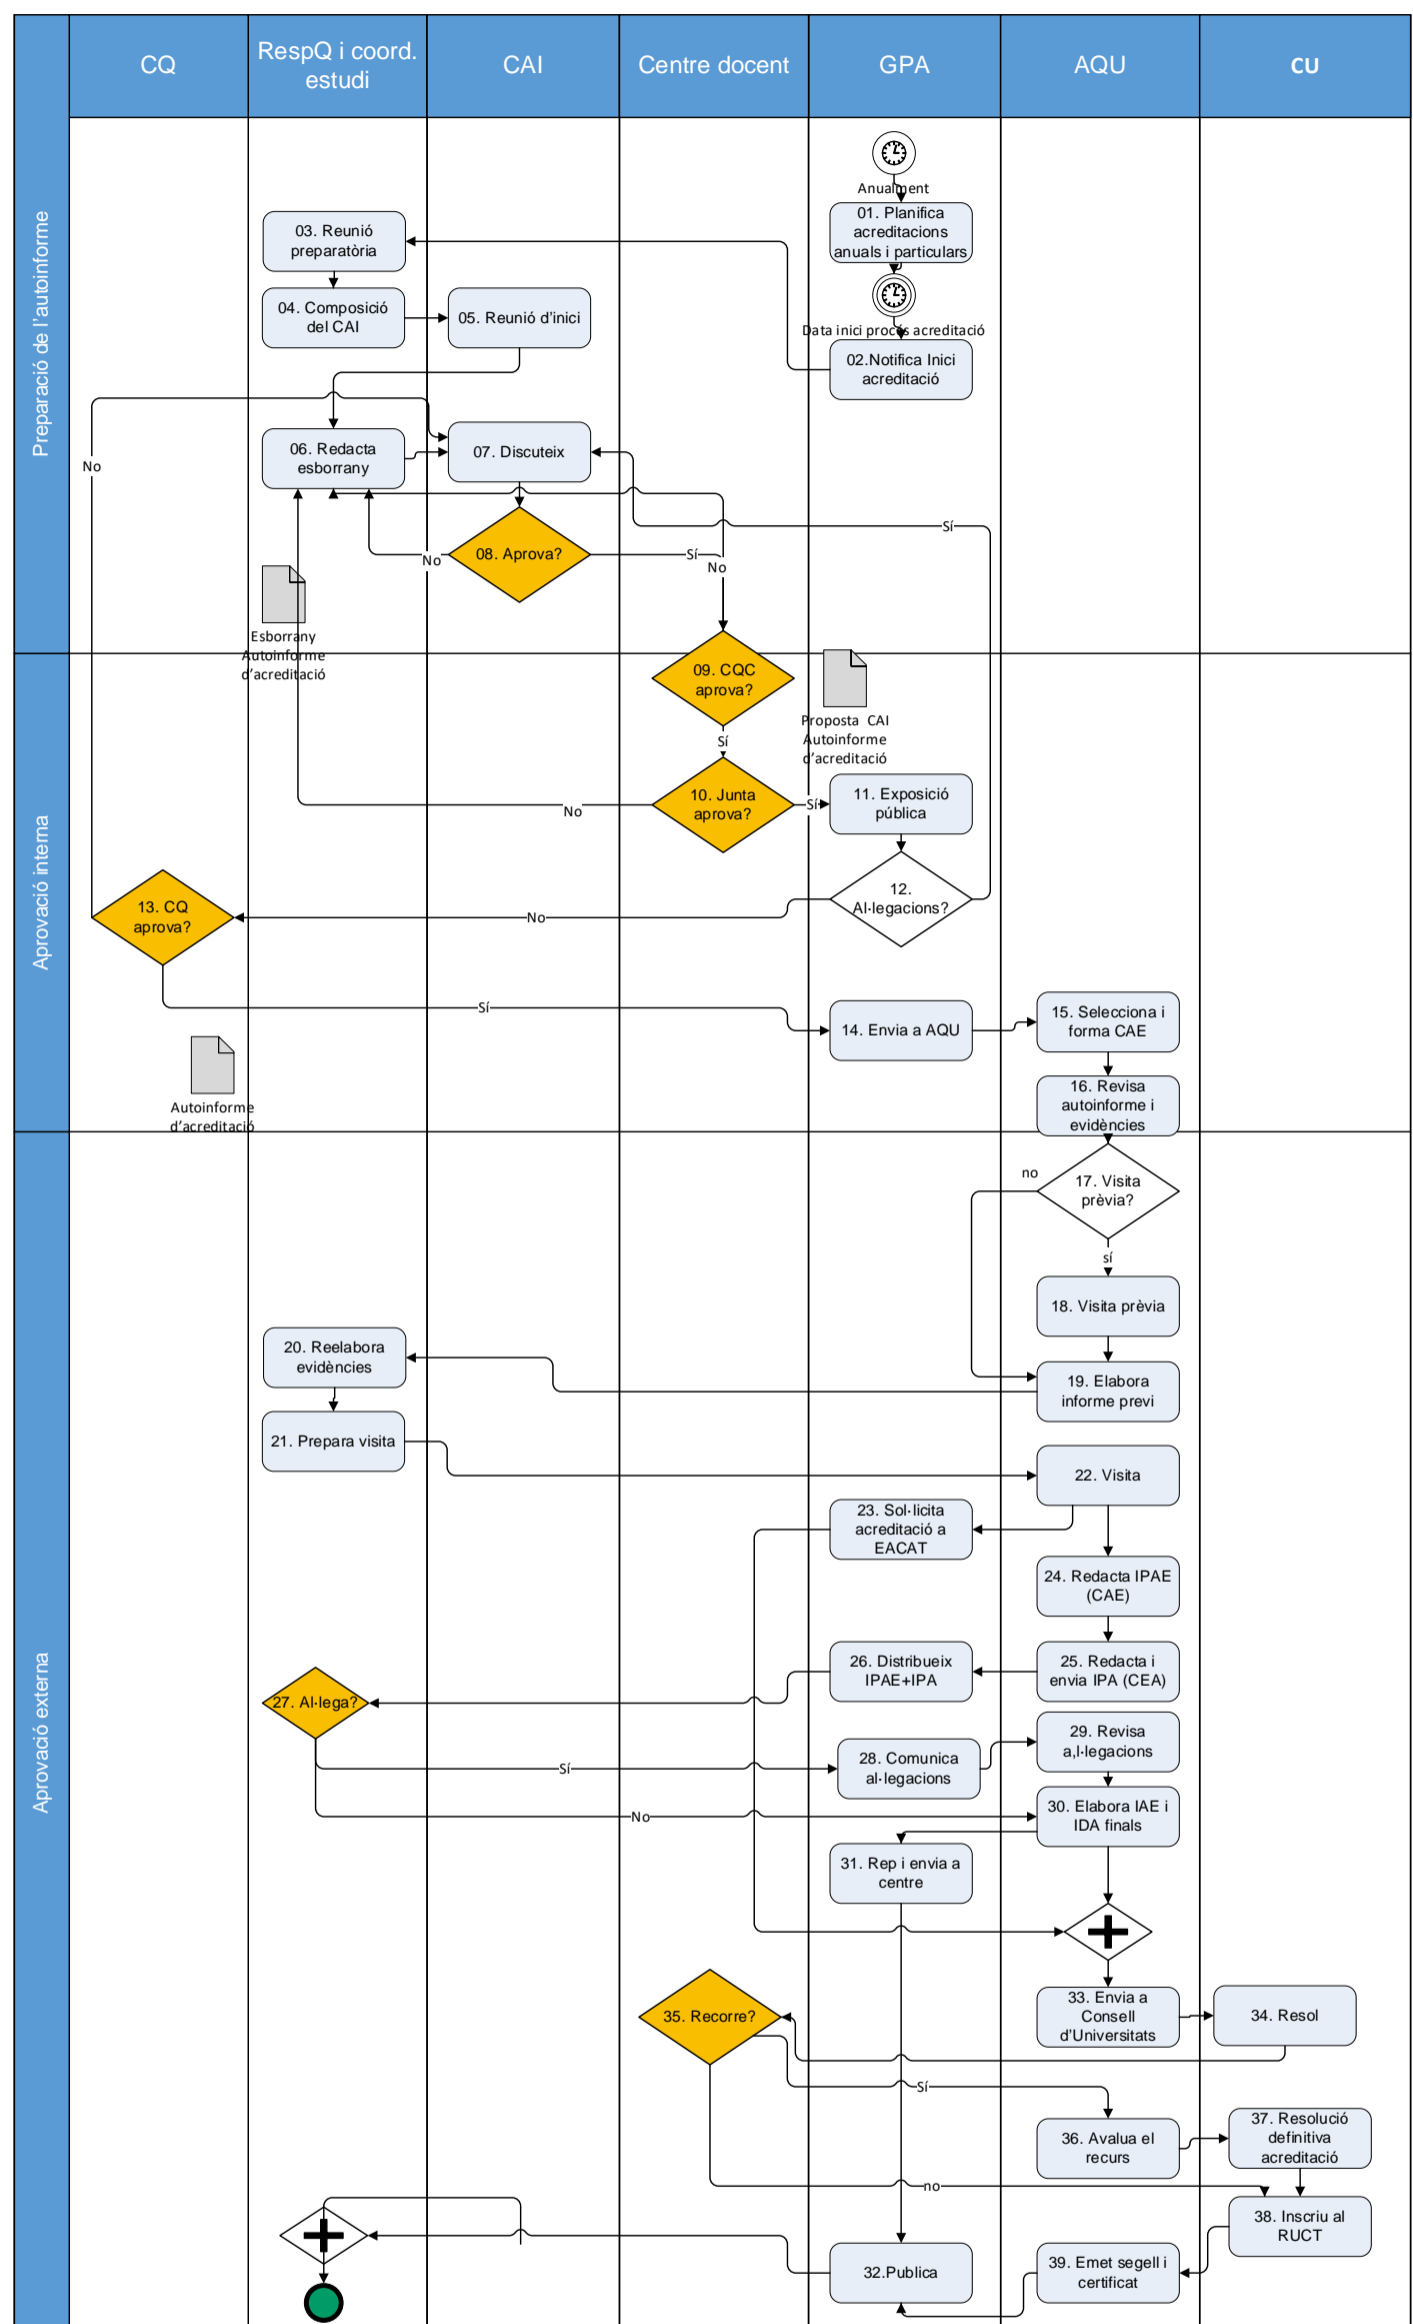 CQ
RespQ i coord.
estudi
CAI
Centre docent
GPA
AQU
CU
Preparació de l'autoinforme
Anualment
01. Planifica
acreditacions
anuals i particulars
03. Reunió
preparatòria
04. Composició
del CAI
05. Reunió d'inici
Data inici procés acreditació
02.Notifica Inici
acreditació
06. Redacta
esborrany
07. Discuteix
No
Sí
08. Aprova?
No
Sí
No
Esborrany
Autoinforme
d'acreditació
Aprovació interna
09. CQC
aprova?
Proposta CAI
Autoinforme
d'acreditació
Sí
10. Junta
aprova?
No
Sí
11. Exposició
pública
12.
Al·legacions?
13. CQ
aprova?
No
Sí
14. Envia a AQU
15. Selecciona i
forma CAE
16. Revisa
autoinforme i
evidències
Autoinforme
d'acreditació
Aprovació externa
no
17. Visita
prèvia?
sí
18. Visita prèvia
20. Reelabora
evidències
19. Elabora
informe previ
21. Prepara visita
22. Visita
23. Sol·licita
acreditació a
EACAT
24. Redacta IPAE
(CAE)
26. Distribueix
IPAE+IPA
25. Redacta i
envia IPA (CEA)
27. Al·lega?
29. Revisa
a,l·legacions
Sí
28. Comunica
al·legacions
No
30. Elabora IAE i
IDA finals
31. Rep i envia a
centre
35. Recorre?
33. Envia a
Consell
d'Universitats
34. Resol
Sí
36. Avalua el
recurs
37. Resolució
definitiva
acreditació
no
38. Inscriu al
RUCT
32.Publica
39. Emet segell i
certificat